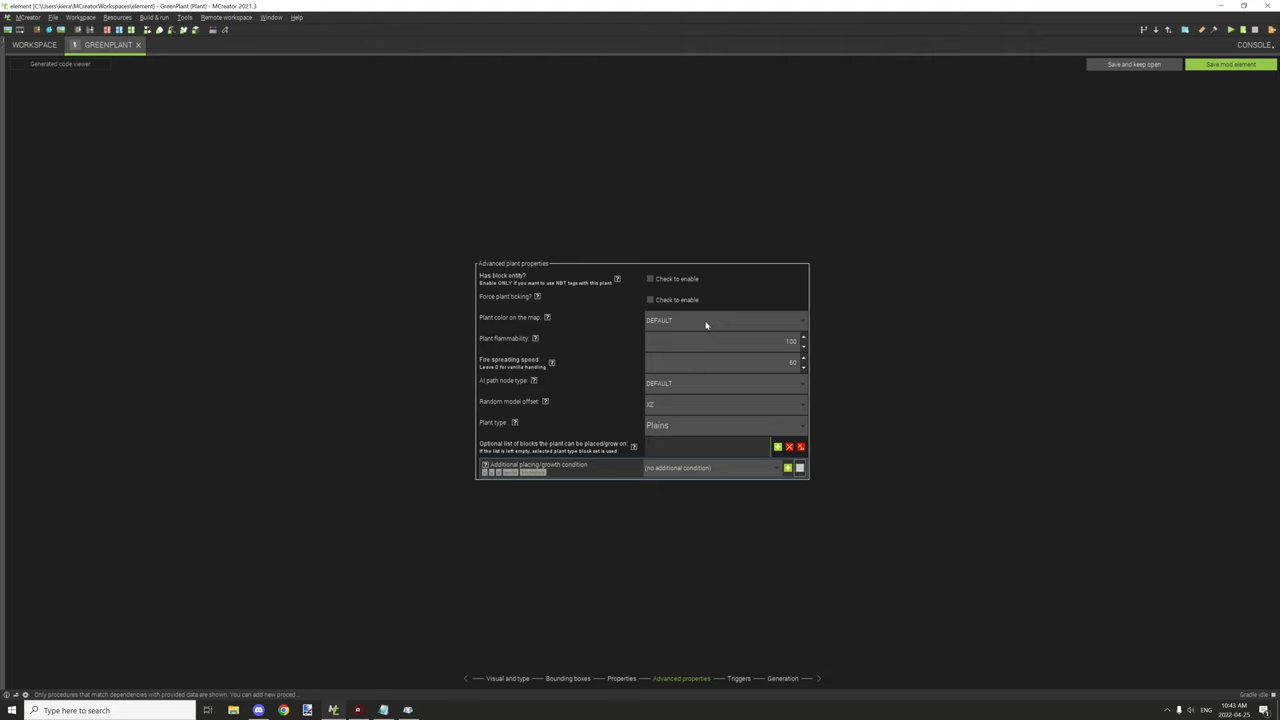 element [C:\Users\kiera\MCreatorWorkspaces\element] - GreenPlant (Plant) - MCreator 2021.3
MCreator File Workspace Resources Build & run Tools Remote workspace Window Help
WORKSPACE 1 GREENPLANT CONSOLE
Generated code viewer Save and keep open Save mod element
Advanced plant properties
Has block entity?
Enable ONLY if you want to use NBT tags with this plant
Check to enable
Force plant ticking? Check to enable
Plant color on the map: DEFAULT
Plant flammability: 100
Fire spreading speed:
Leave 0 for vanilla handling
60
AI path node type: DEFAULT
Random model offset: XZ
Plant type: Plains
Optional list of blocks the plant can be placed/grow on:
If the list is left empty, selected plant type block set is used
Additional placing/growth condition
(no additional condition)
Visual and type Bounding boxes Properties Advanced properties Triggers Generation
Only procedures that match dependencies with provided data are shown. You can add new proced... Gradle idle
Type here to search
ENG
10:43 AM
2022-04-25